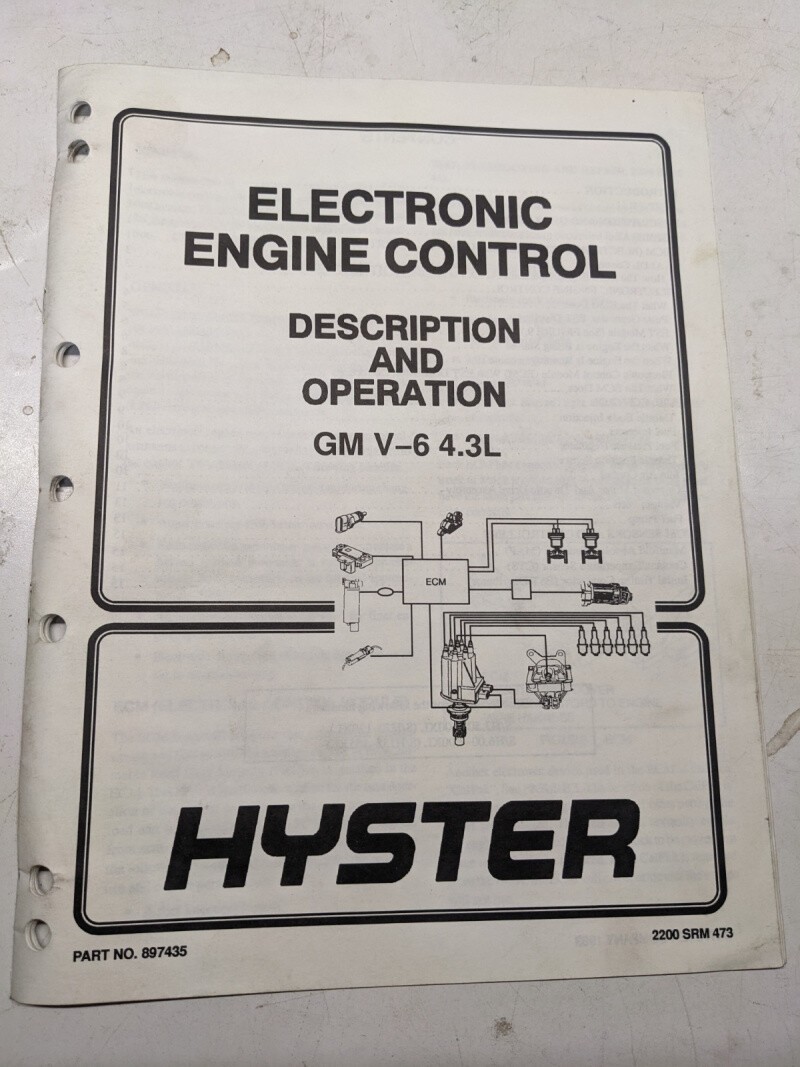 ELECTRONIC
ENGINE CONTROL
DESCRIPTION
AND
OPERATION
GM V–6 4.3L
ECM
HYSTER
PART NO. 897435
2200 SRM 473